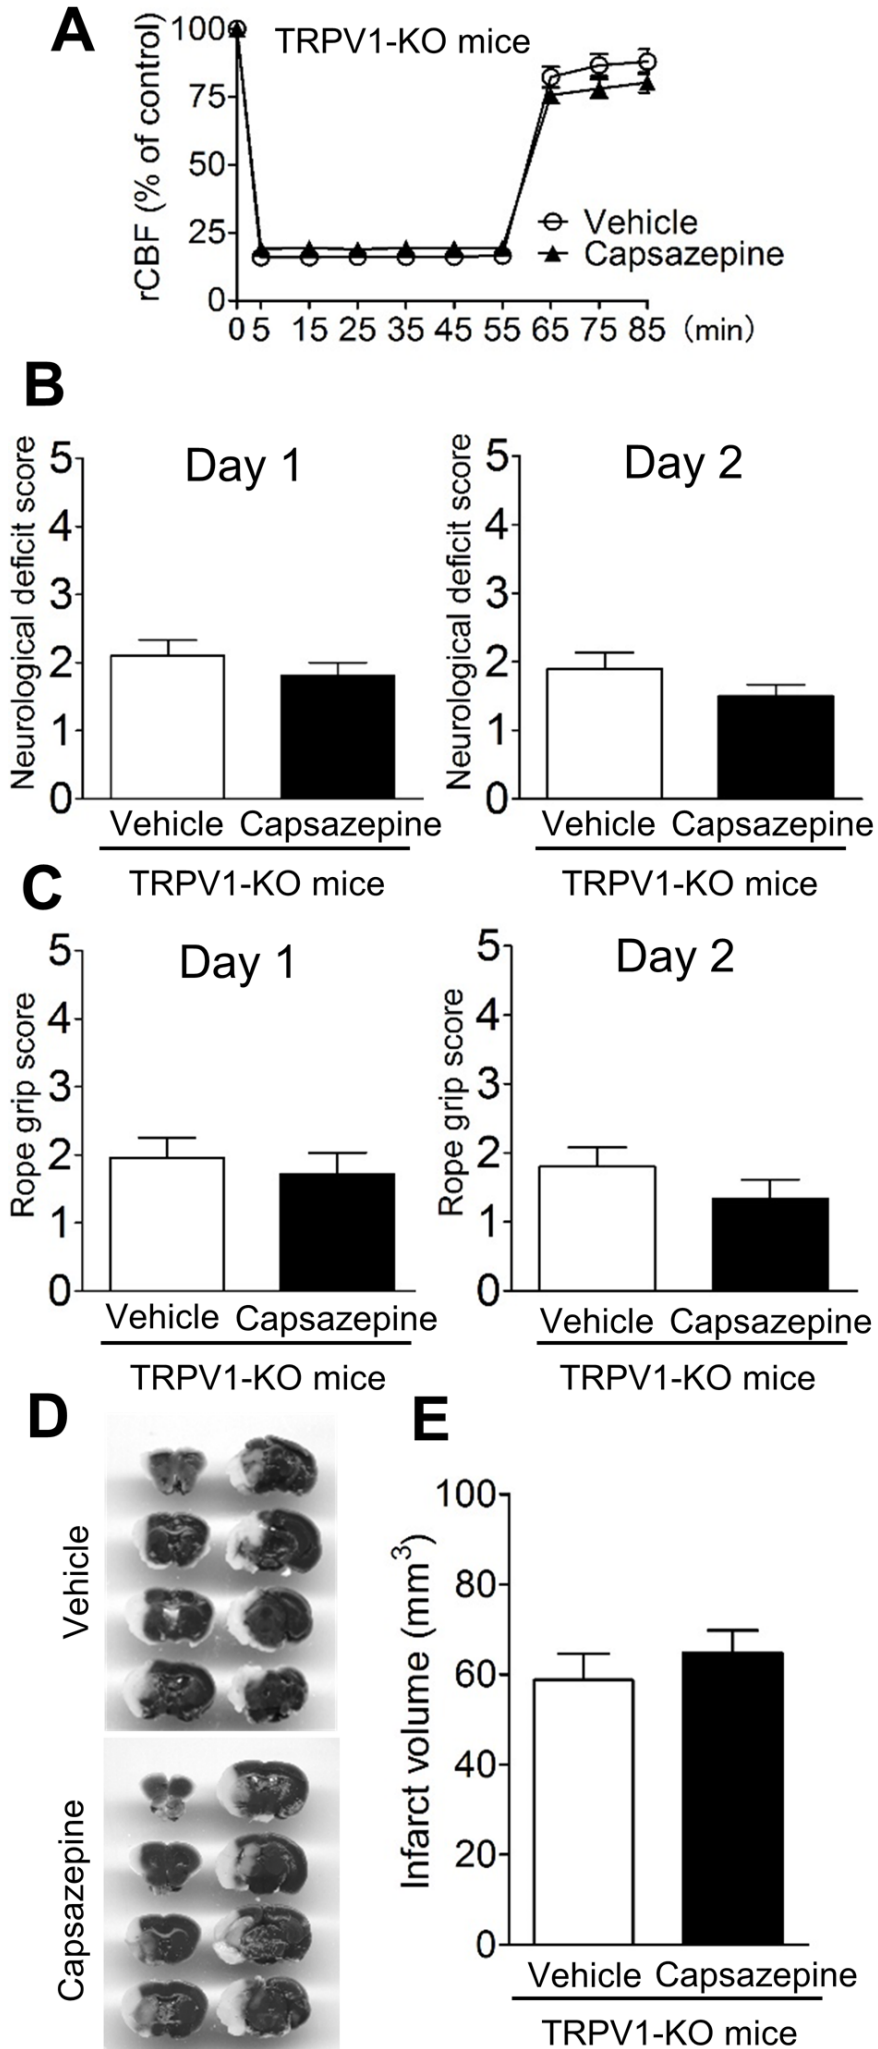 A
TRPV1-KO mice
rCBF (% of control)
100
75
50
25
0
0 5 15 25 35 45 55 65 75 85 (min)
Vehicle
Capsazepine
B
Day 1
Neurological deficit score
5
4
3
2
1
0
Vehicle Capsazepine
TRPV1-KO mice
Day 2
Neurological deficit score
5
4
3
2
1
0
Vehicle Capsazepine
TRPV1-KO mice
C
Day 1
Rope grip score
5
4
3
2
1
0
Vehicle Capsazepine
TRPV1-KO mice
Day 2
Rope grip score
5
4
3
2
1
0
Vehicle Capsazepine
TRPV1-KO mice
D
Vehicle
Capsazepine
E
Infarct volume (mm³)
100
80
60
40
20
0
Vehicle Capsazepine
TRPV1-KO mice